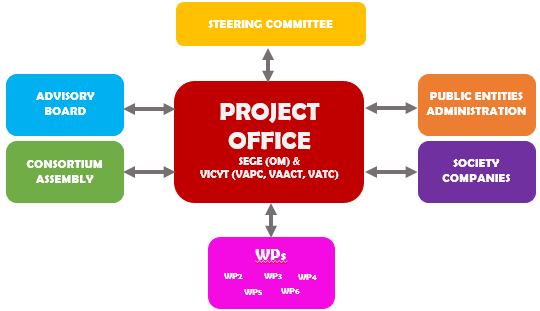 STEERING COMMITTEE
ADVISORY
BOARD
PROJECT
OFFICE
SEGE (OM) &
VICYT (VAPC, VAACT, VATC)
PUBLIC ENTITIES
ADMINISTRATION
CONSORTIUM
ASSEMBLY
SOCIETY
COMPANIES
WPs
WP2 WP3 WP4
WP5 WP6